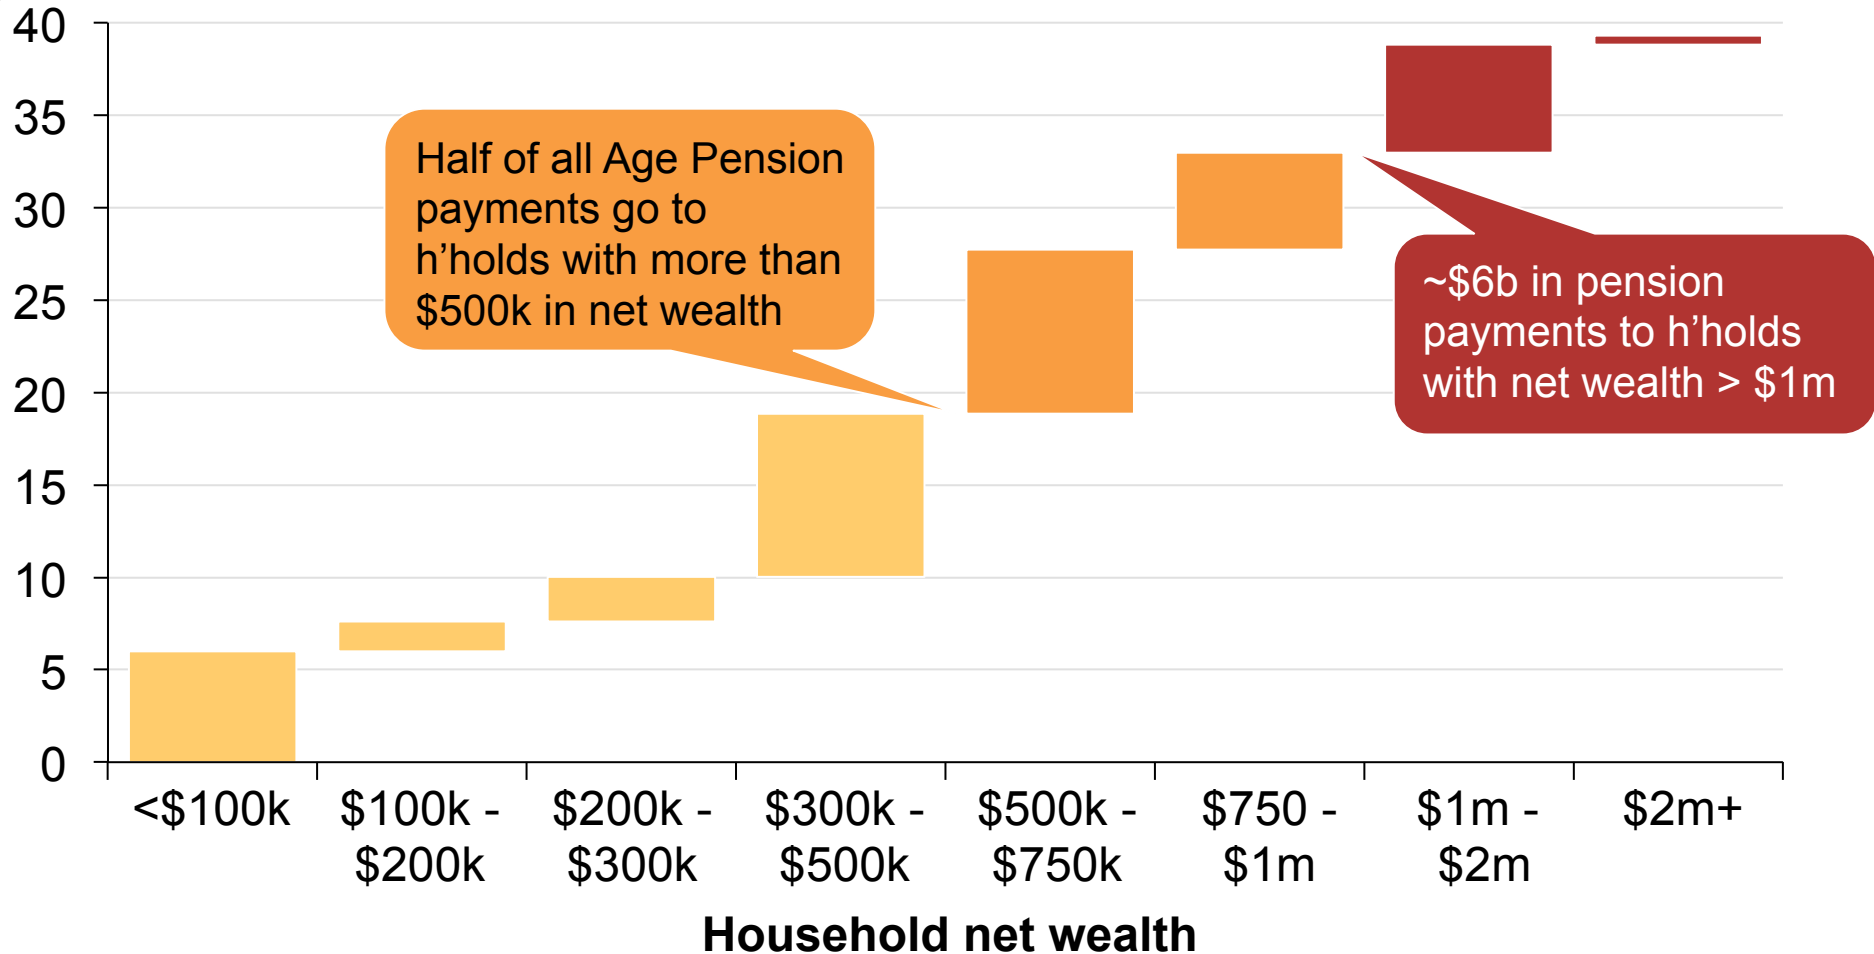 40
35
30
25
20
15
10
5
0
Half of all Age Pension
payments go to
h’holds with more than
$500k in net wealth
~$6b in pension
payments to h’holds
with net wealth > $1m
<$100k
$100k -
$200k
$200k -
$300k
$300k -
$500k
$500k -
$750k
$750 -
$1m
$1m -
$2m
$2m+
Household net wealth